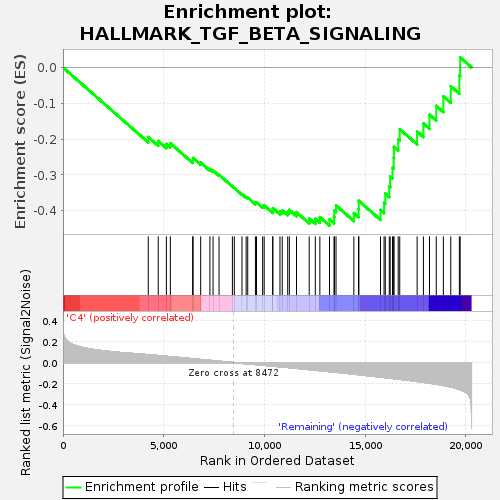 Enrichment plot:
HALLMARK_TGF_BETA_SIGNALING
Enrichment score (ES)
0.0
-0.1
-0.2
-0.3
-0.4
'C4' (positively correlated)
Ranked list metric (Signal2Noise)
0.4
0.2
0.0
-0.2
-0.4
-0.6
Zero cross at 8472
'Remaining' (negatively correlated)
0
5,000
10,000
15,000
20,000
Rank in Ordered Dataset
Enrichment profile
Hits
Ranking metric scores